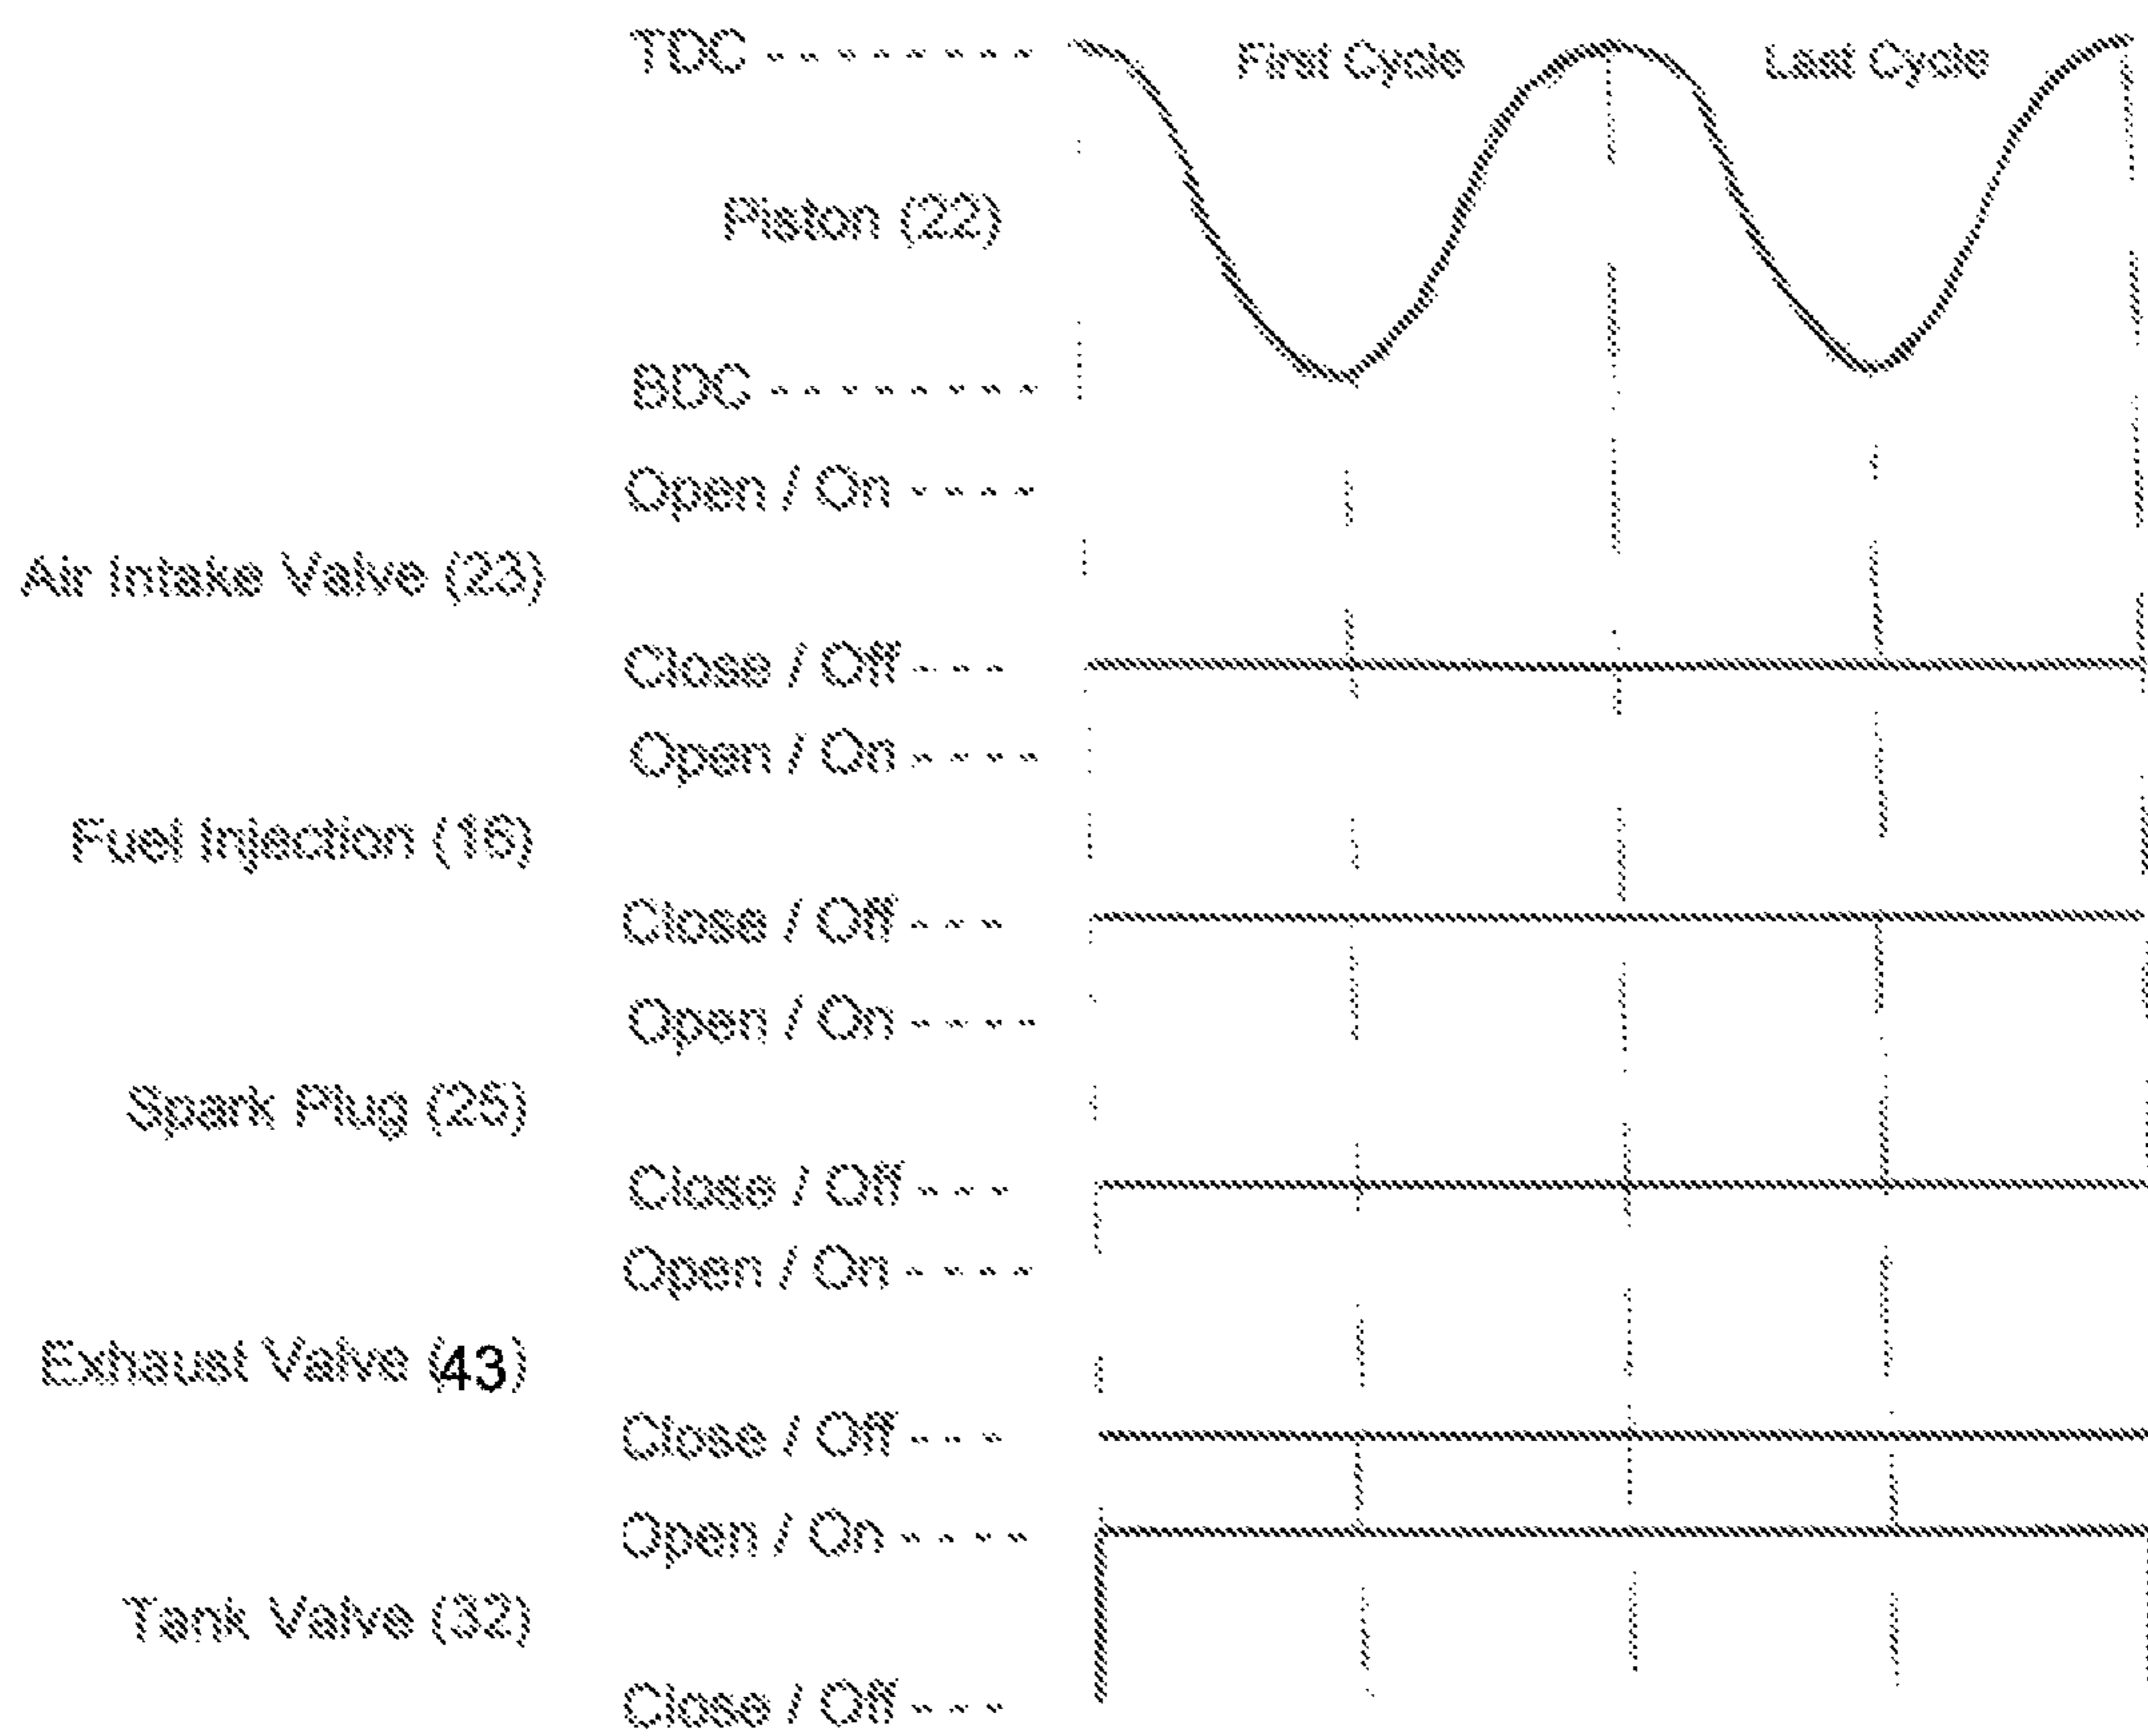 TDC -------- First Cycle Last Cycle
Piston (22)
BDC --------
Open / On ----
Air Intake Valve (23)
Close / Off ---
Open / On ----
Fuel Injection (16)
Close / Off ---
Open / On ----
Spark Plug (25)
Close / Off ---
Open / On ----
Exhaust Valve (43)
Close / Off ---
Open / On ----
Tank Valve (32)
Close / Off ---